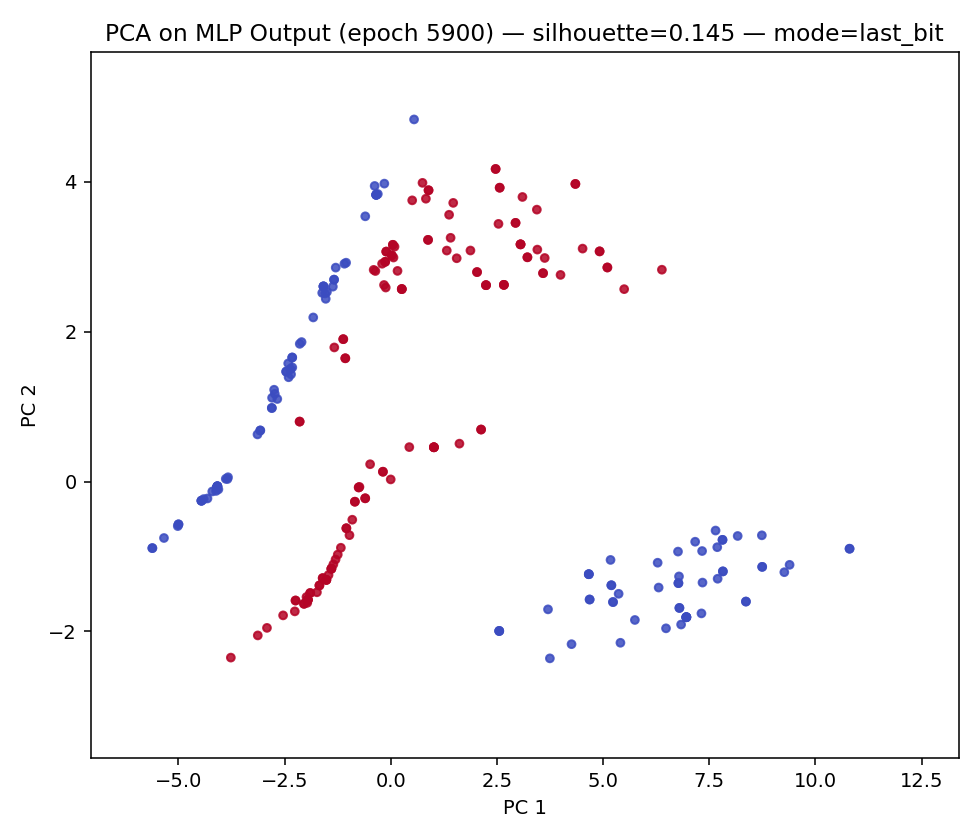 PCA on MLP Output (epoch 5900) — silhouette=0.145 — mode=last_bit
4
2
0
−2
PC 2
−5.0 −2.5 0.0 2.5 5.0 7.5 10.0 12.5
PC 1